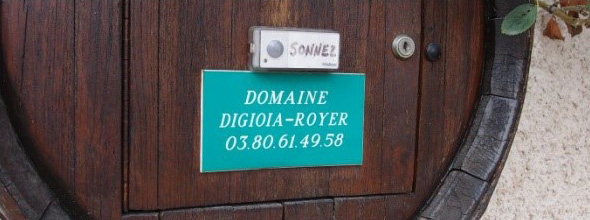 SONNEZ
DOMAINE
DIGIOIA-ROYER
03.80.61.49.58